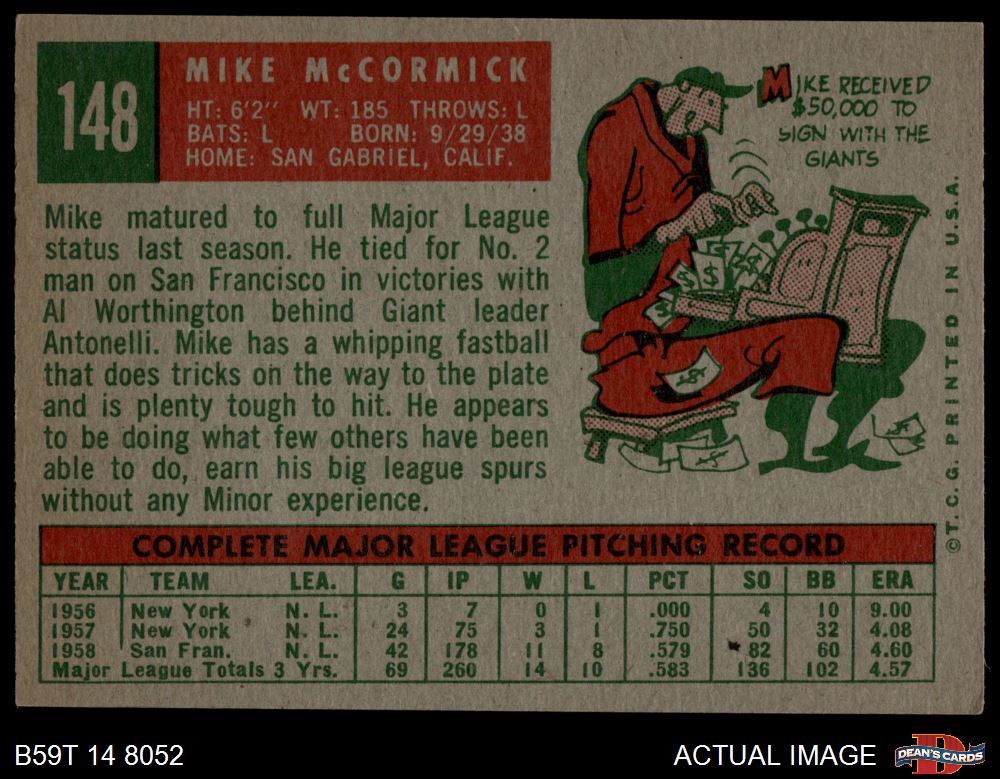 148
MIKE McCORMICK
HT: 6'2" WT: 185 THROWS: L
BATS: L BORN: 9/29/38
HOME: SAN GABRIEL, CALIF.
MIKE RECEIVED
$50,000 TO
SIGN WITH THE
GIANTS
$ $ $ $ $ $
Mike matured to full Major League
status last season. He tied for No. 2
man on San Francisco in victories with
Al Worthington behind Giant leader
Antonelli. Mike has a whipping fastball
that does tricks on the way to the plate
and is plenty tough to hit. He appears
to be doing what few others have been
able to do, earn his big league spurs
without any Minor experience.
©T.C.G. PRINTED IN U.S.A.
COMPLETE MAJOR LEAGUE PITCHING RECORD
YEAR TEAM LEA. G IP W L PCT SO BB ERA
1956 New York N. L. 3 7 0 1 .000 4 10 9.00
1957 New York N. L. 24 75 3 1 .750 50 32 4.08
1958 San Fran. N. L. 42 178 11 8 .579 82 60 4.60
Major League Totals 3 Yrs. 69 260 14 10 .583 136 102 4.57
B59T 14 8052
ACTUAL IMAGE
DEAN'S CARDS